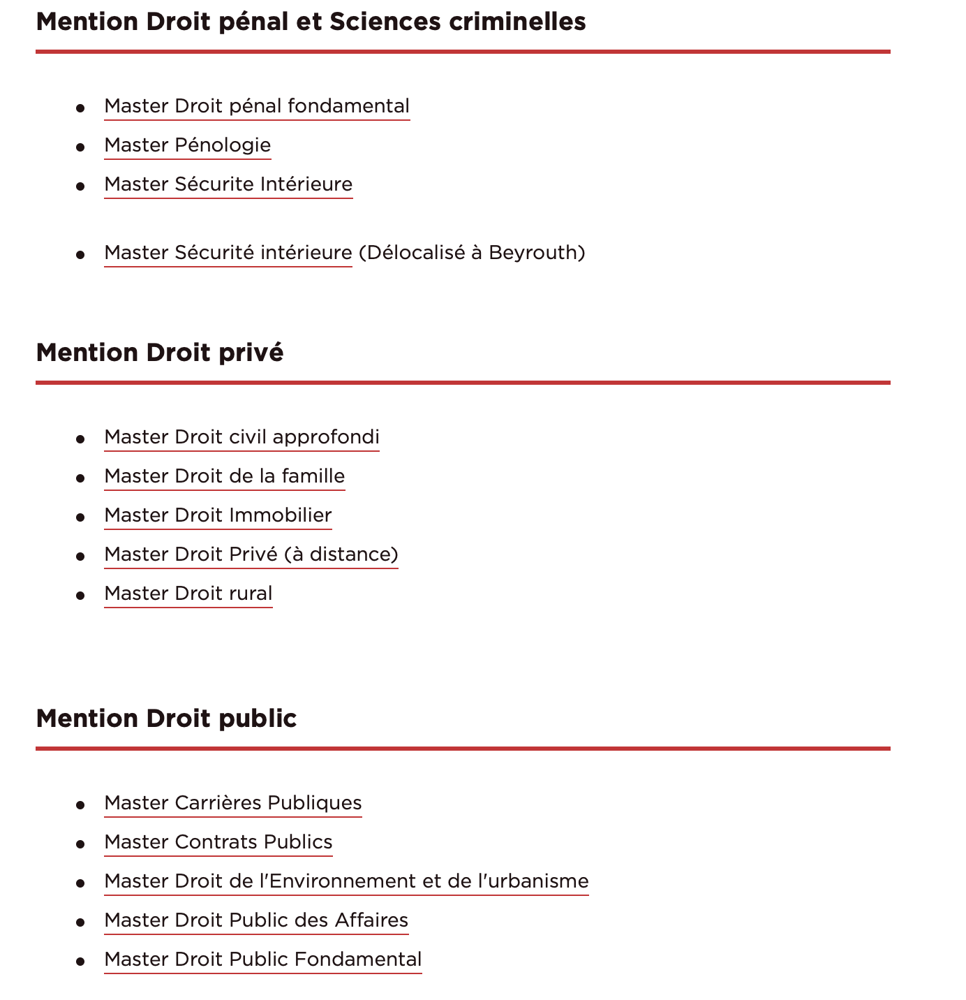 Mention Droit pénal et Sciences criminelles
Master Droit pénal fondamental
Master Pénologie
Master Sécurite Intérieure
Master Sécurité intérieure (Délocalisé à Beyrouth)
Mention Droit privé
Master Droit civil approfondi
Master Droit de la famille
Master Droit Immobilier
Master Droit Privé (à distance)
Master Droit rural
Mention Droit public
Master Carrières Publiques
Master Contrats Publics
Master Droit de l'Environnement et de l'urbanisme
Master Droit Public des Affaires
Master Droit Public Fondamental